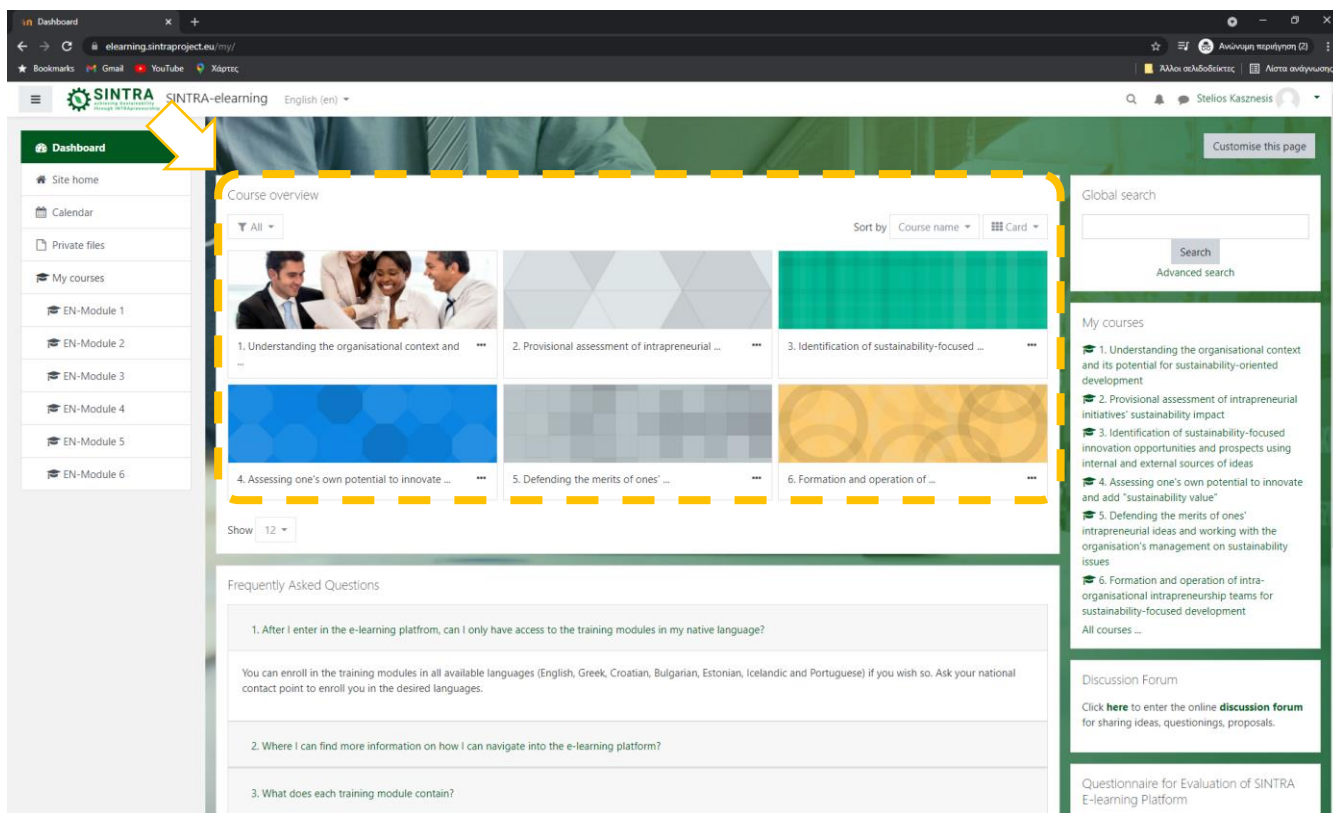 Dashboard
elearning.sintraproject.eu/my/
Ανώνυμη περιήγηση (2)
Bookmarks Gmail YouTube Χάρτες
Άλλοι σελιδοδείκτες Λίστα ανάγνωσης
SINTRA
achieving Sustainability
through INTRApreneurship
SINTRA-elearning English (en)
Stelios Kasznesis
Dashboard
Site home
Calendar
Private files
My courses
EN-Module 1
EN-Module 2
EN-Module 3
EN-Module 4
EN-Module 5
EN-Module 6
Customise this page
Course overview
All
Sort by Course name Card
1. Understanding the organisational context and
...
2. Provisional assessment of intrapreneurial ...
3. Identification of sustainability-focused ...
4. Assessing one's own potential to innovate ...
5. Defending the merits of ones' ...
6. Formation and operation of ...
Show 12
Frequently Asked Questions
1. After I enter in the e-learning platfrom, can I only have access to the training modules in my native language?
You can enroll in the training modules in all available languages (English, Greek, Croatian, Bulgarian, Estonian, Icelandic and Portuguese) if you wish so. Ask your national
contact point to enroll you in the desired languages.
2. Where I can find more information on how I can navigate into the e-learning platform?
3. What does each training module contain?
Global search
Search
Advanced search
My courses
1. Understanding the organisational context
and its potential for sustainability-oriented
development
2. Provisional assessment of intrapreneurial
initiatives' sustainability impact
3. Identification of sustainability-focused
innovation opportunities and prospects using
internal and external sources of ideas
4. Assessing one's own potential to innovate
and add "sustainability value"
5. Defending the merits of ones'
intrapreneurial ideas and working with the
organisation's management on sustainability
issues
6. Formation and operation of intra-
organisational intrapreneurship teams for
sustainability-focused development
All courses ...
Discussion Forum
Click here to enter the online discussion forum
for sharing ideas, questionings, proposals.
Questionnaire for Evaluation of SINTRA
E-learning Platform